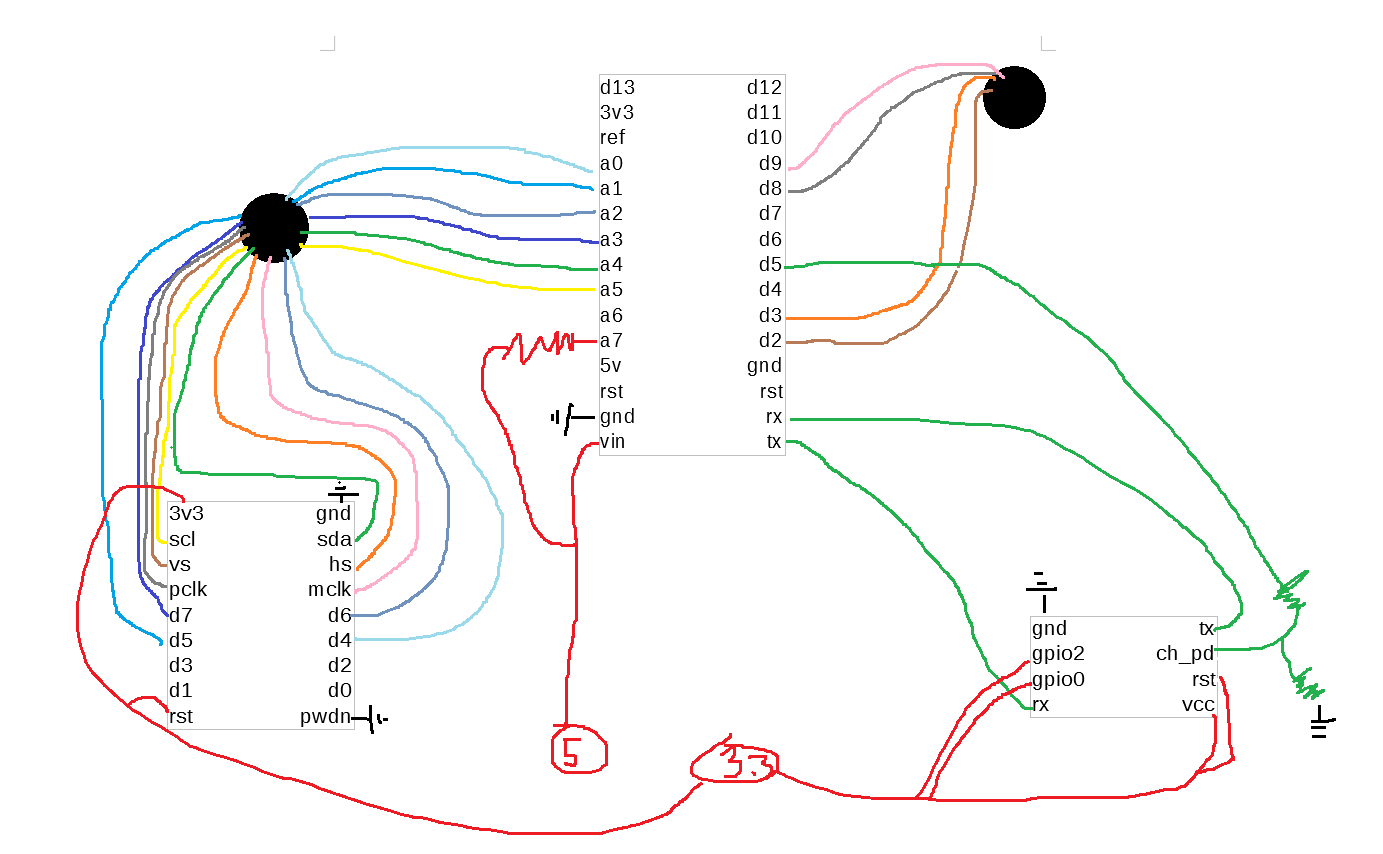 d13 d12
3v3 d11
ref d10
a0 d9
a1 d8
a2 d7
a3 d6
a4 d5
a5 d4
a6 d3
a7 d2
5v gnd
rst rst
gnd rx
vin tx
3v3 gnd
scl sda
vs hs
pclk mclk
d7 d6
d5 d4
d3 d2
d1 d0
rst pwdn
gnd tx
gpio2 ch_pd
gpio0 rst
rx vcc
5
3.3